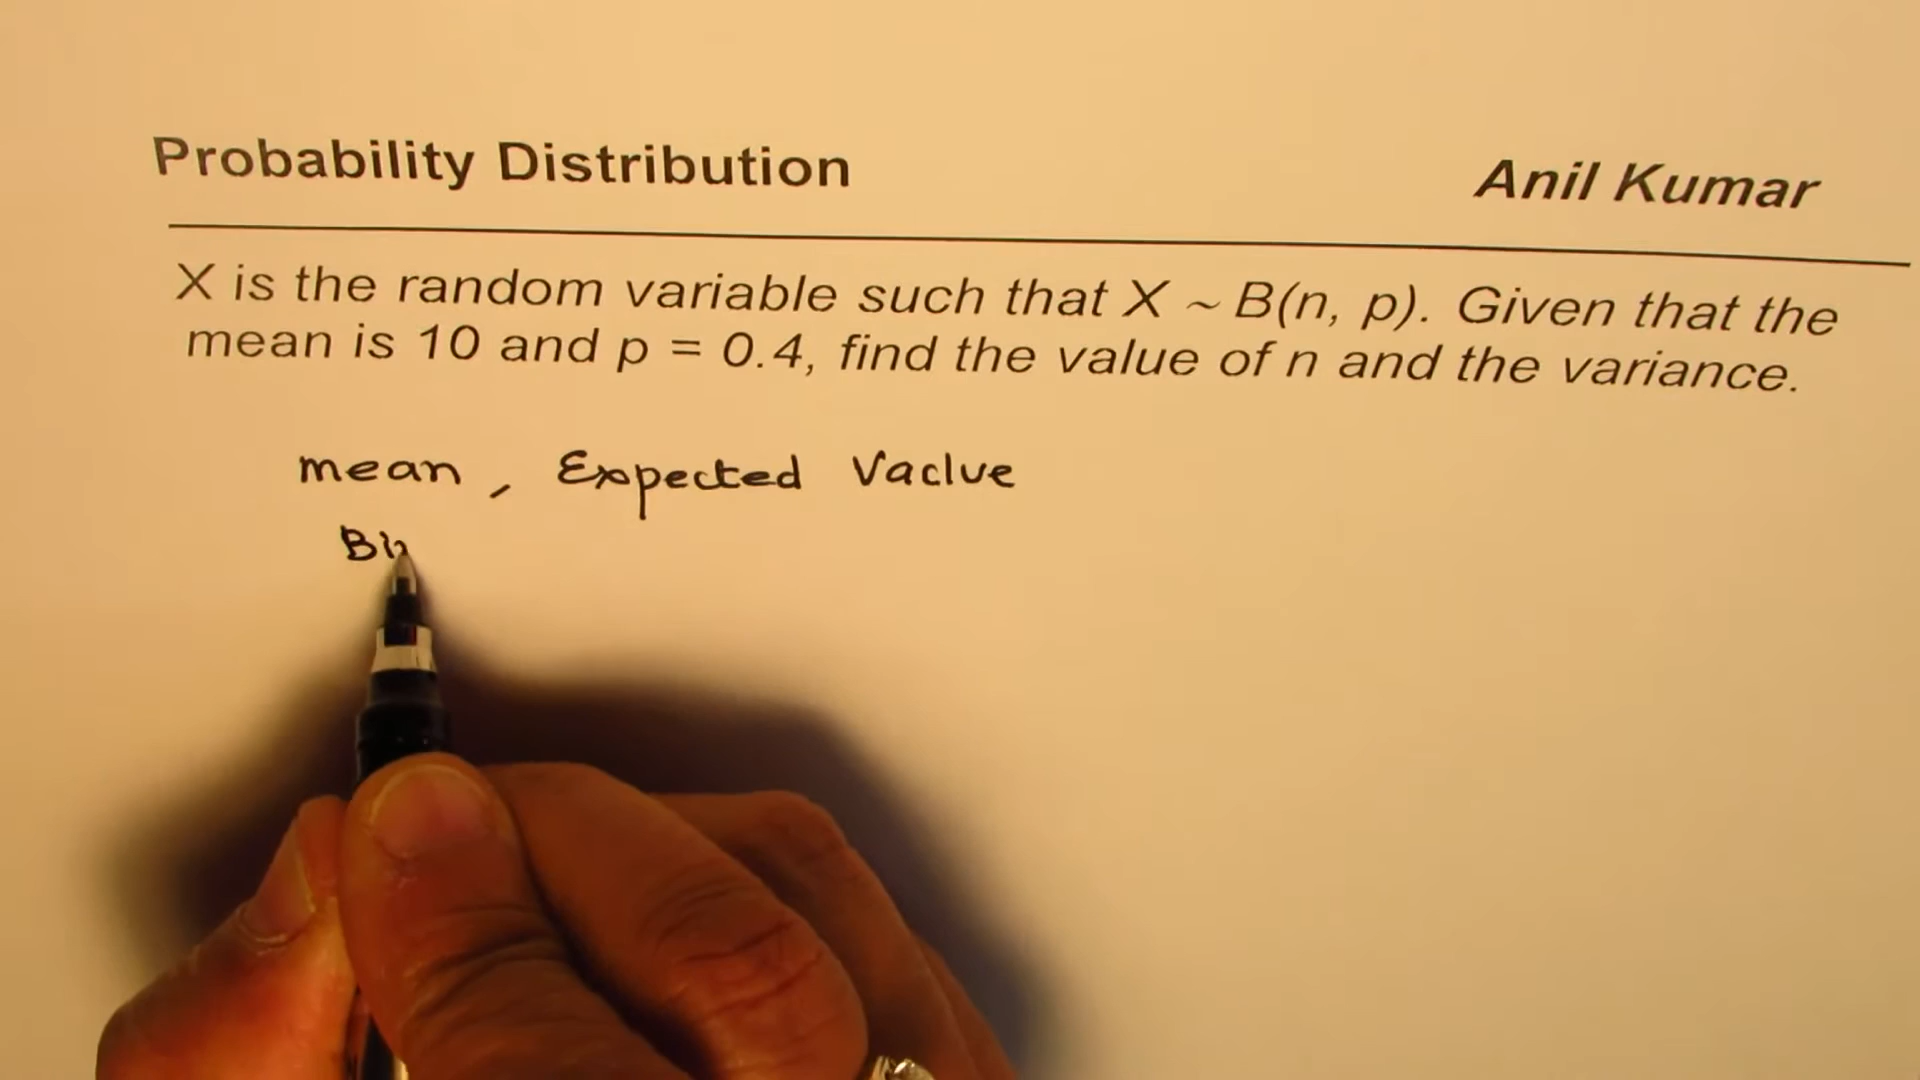 Probability Distribution Anil Kumar
X is the random variable such that X ~ B(n, p). Given that the
mean is 10 and p = 0.4, find the value of n and the variance.
mean, Expected Vaclue
Bin